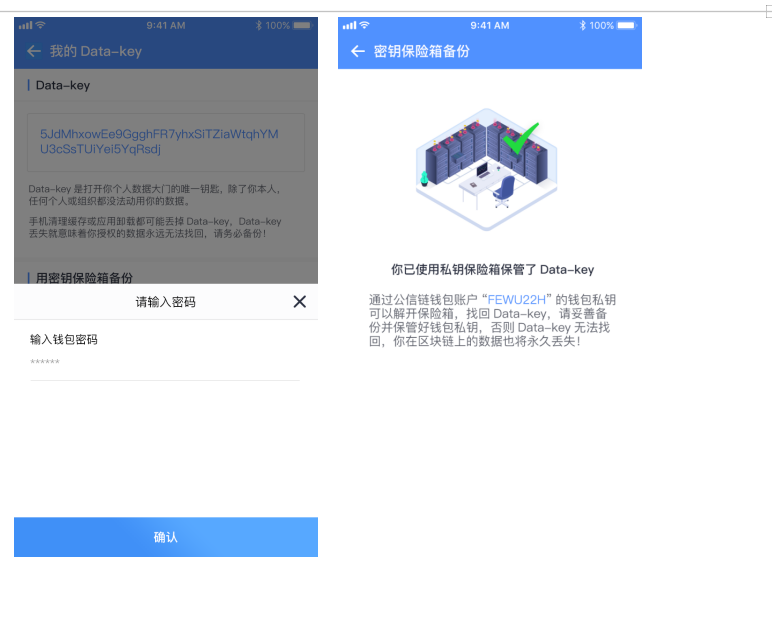 9:41 AM
100%
我的 Data-key
Data-key
5JdMhxowEe9GgghFR7yhxSiTZiaWtqhYM
U3cSsTUiYei5YqRsdj
Data-key 是打开你个人数据大门的唯一钥匙，除了你本人，
任何个人或组织都没法动用你的数据。
手机清理缓存或应用卸载都可能丢掉 Data-key，Data-key
丢失就意味着你授权的数据永远无法找回，请务必备份！
用密钥保险箱备份
请输入密码
输入钱包密码
******
确认
9:41 AM
100%
密钥保险箱备份
你已使用私钥保险箱保管了 Data-key
通过公信链钱包账户 “FEWU22H” 的钱包私钥
可以解开保险箱，找回 Data-key，请妥善备
份并保管好钱包私钥，否则 Data-key 无法找
回，你在区块链上的数据也将永久丢失！